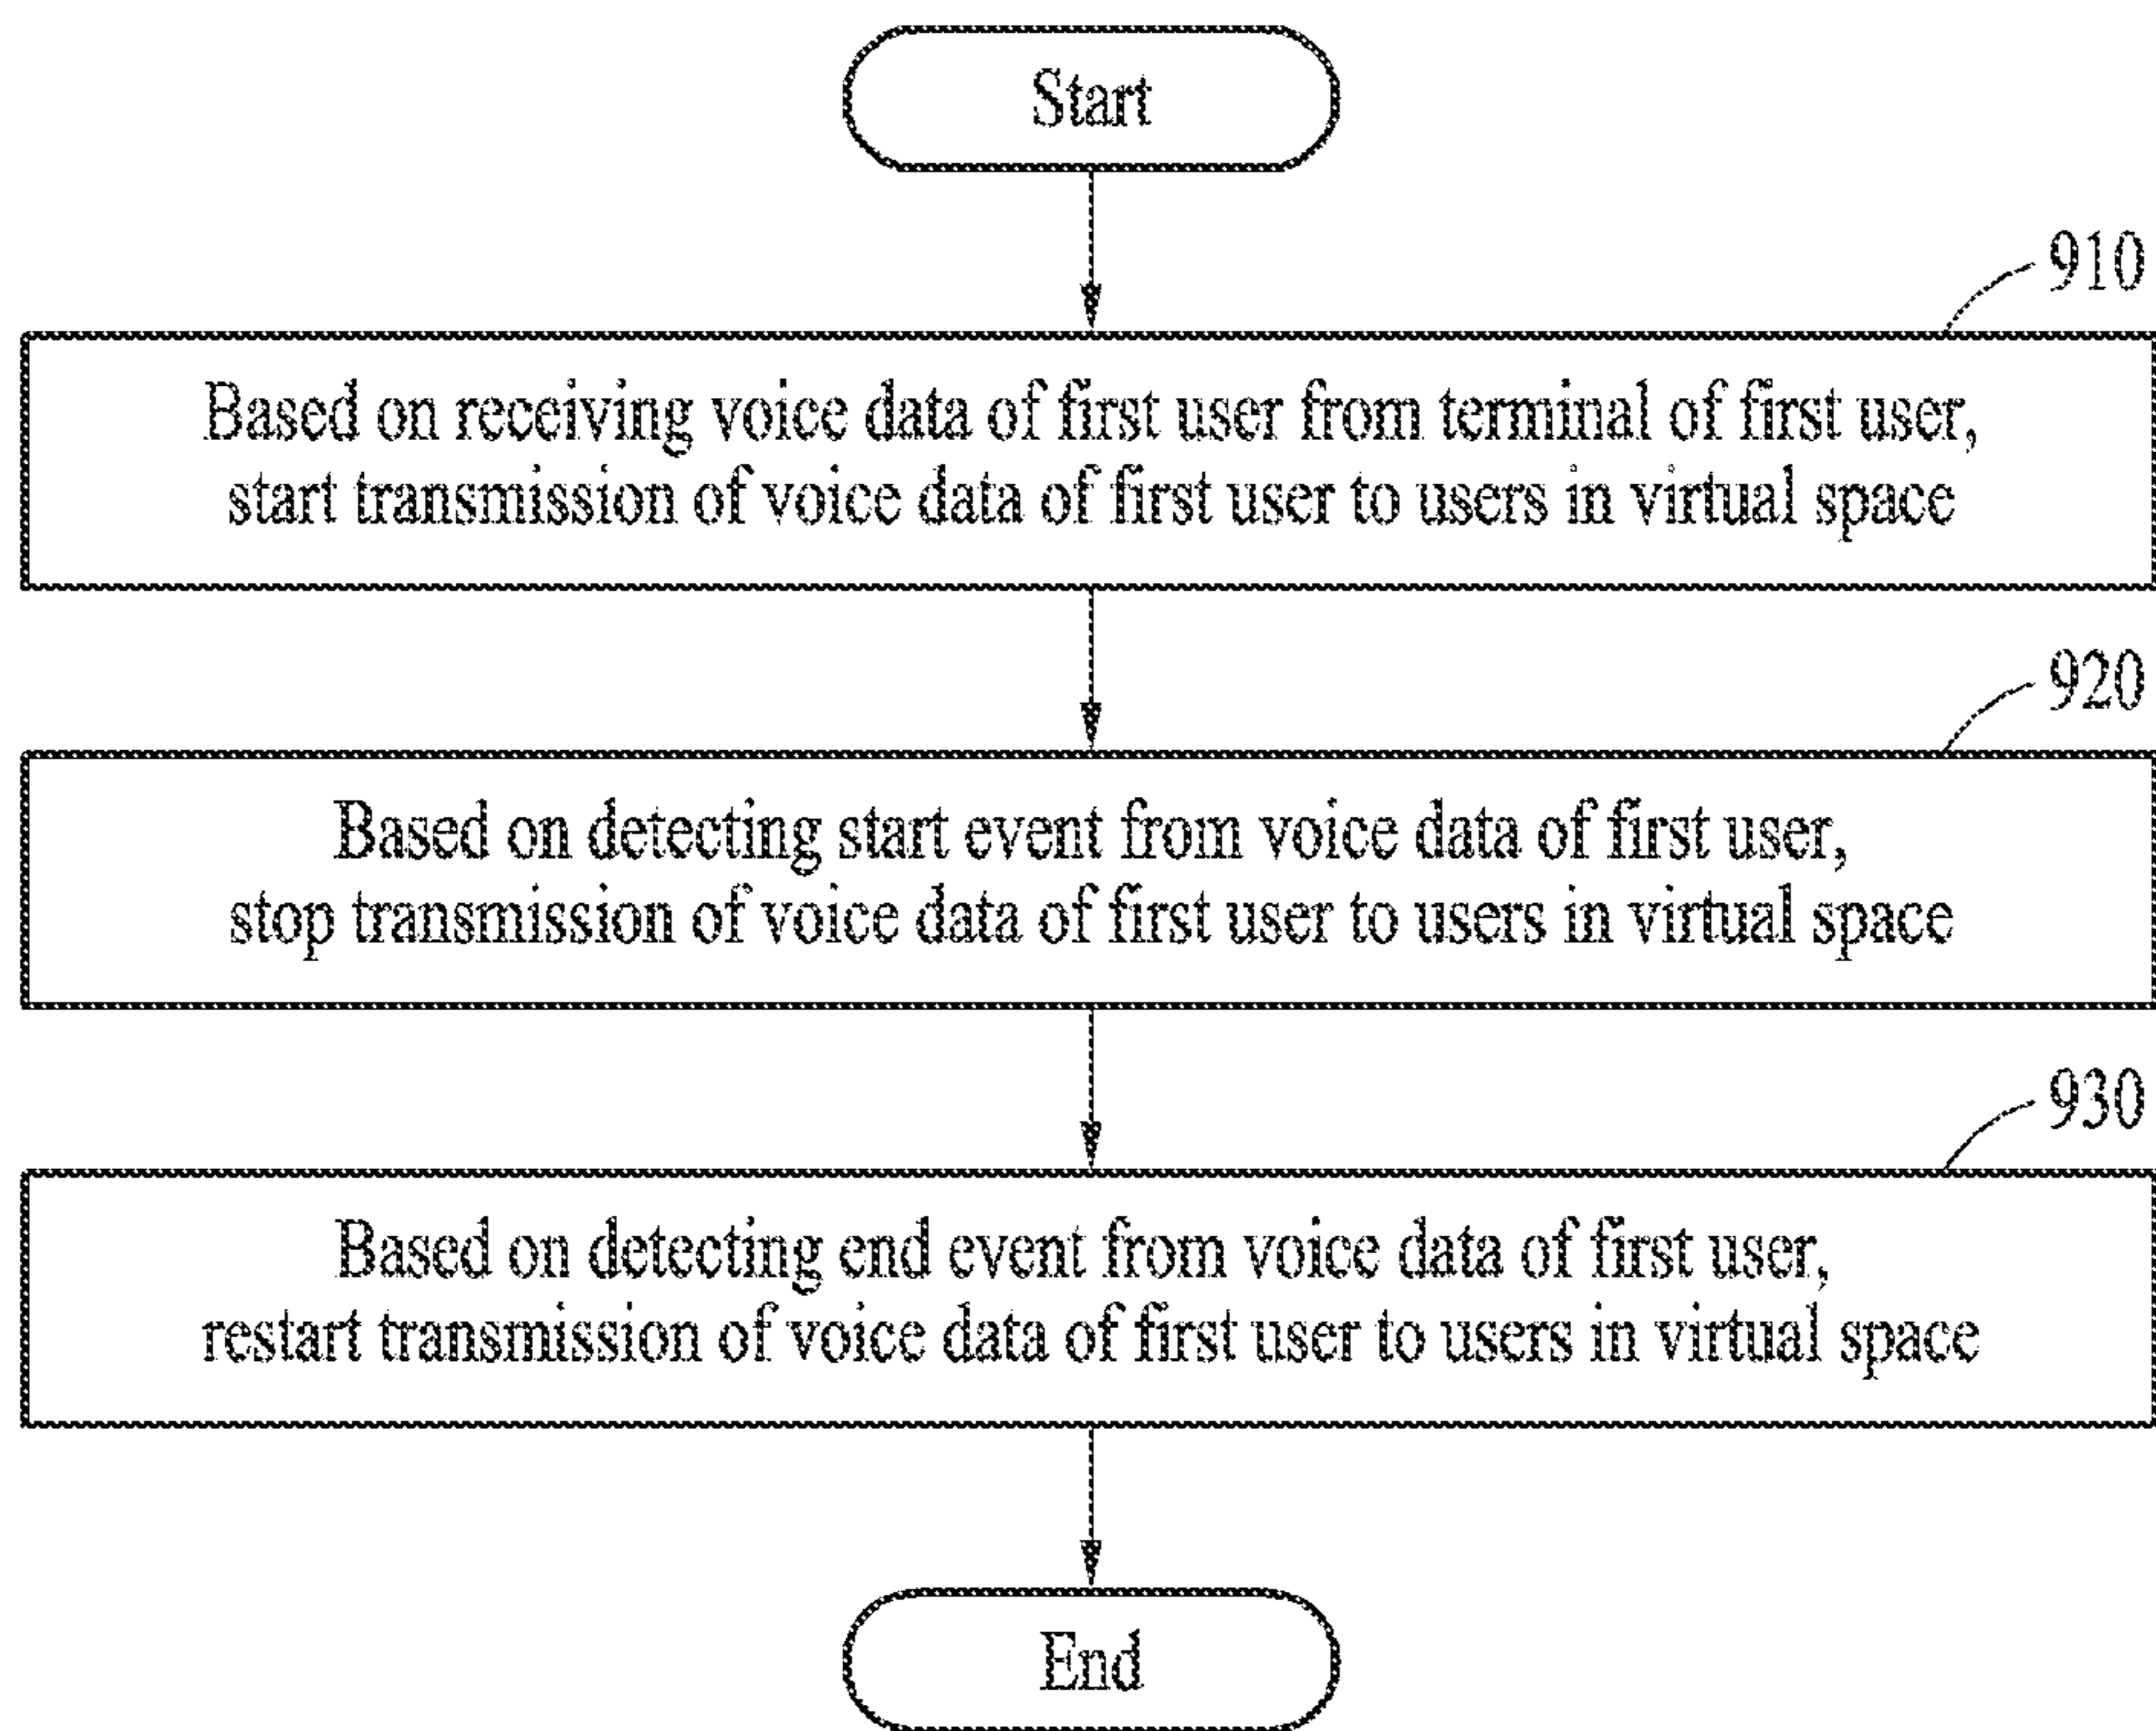 Start
910
Based on receiving voice data of first user from terminal of first user,
start transmission of voice data of first user to users in virtual space
920
Based on detecting start event from voice data of first user,
stop transmission of voice data of first user to users in virtual space
930
Based on detecting end event from voice data of first user,
restart transmission of voice data of first user to users in virtual space
End